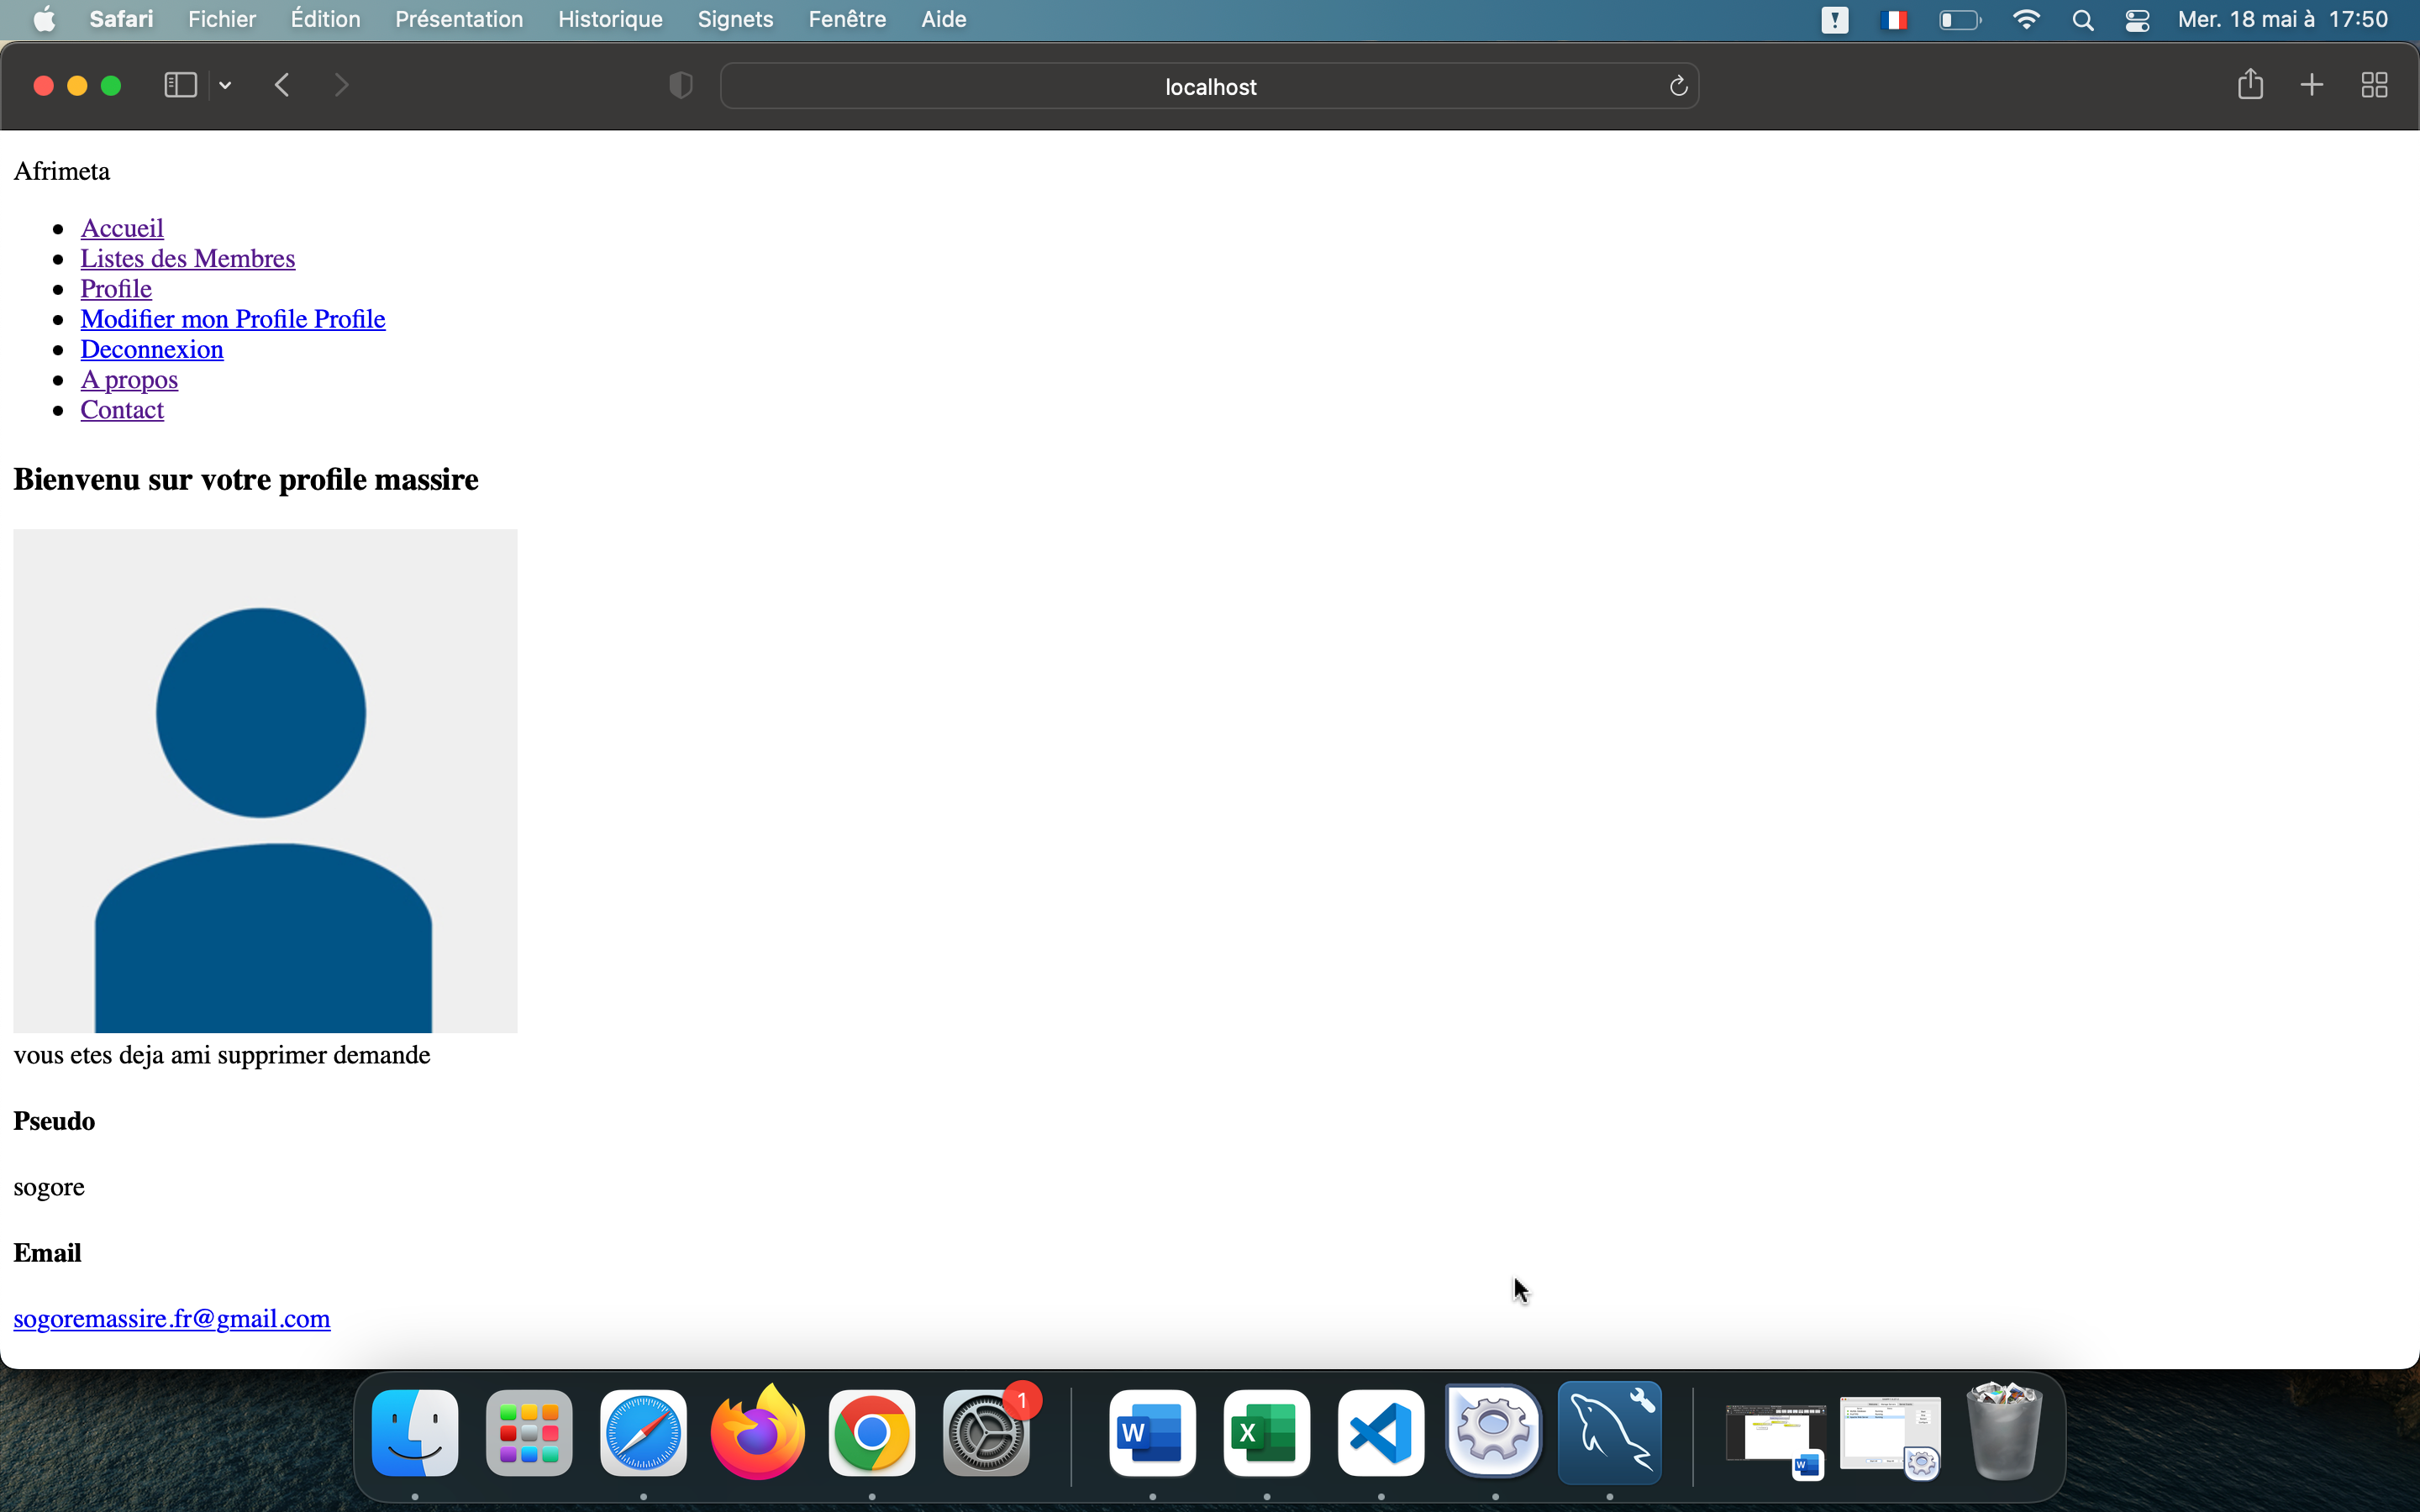 Safari Fichier Édition Présentation Historique Signets Fenêtre Aide Mer. 18 mai à 17:50
localhost
Afrimeta
Accueil
Listes des Membres
Profile
Modifier mon Profile Profile
Deconnexion
A propos
Contact
Bienvenu sur votre profile massire
vous etes deja ami supprimer demande
Pseudo
sogore
Email
sogoremassire.fr@gmail.com
1
W
X
W